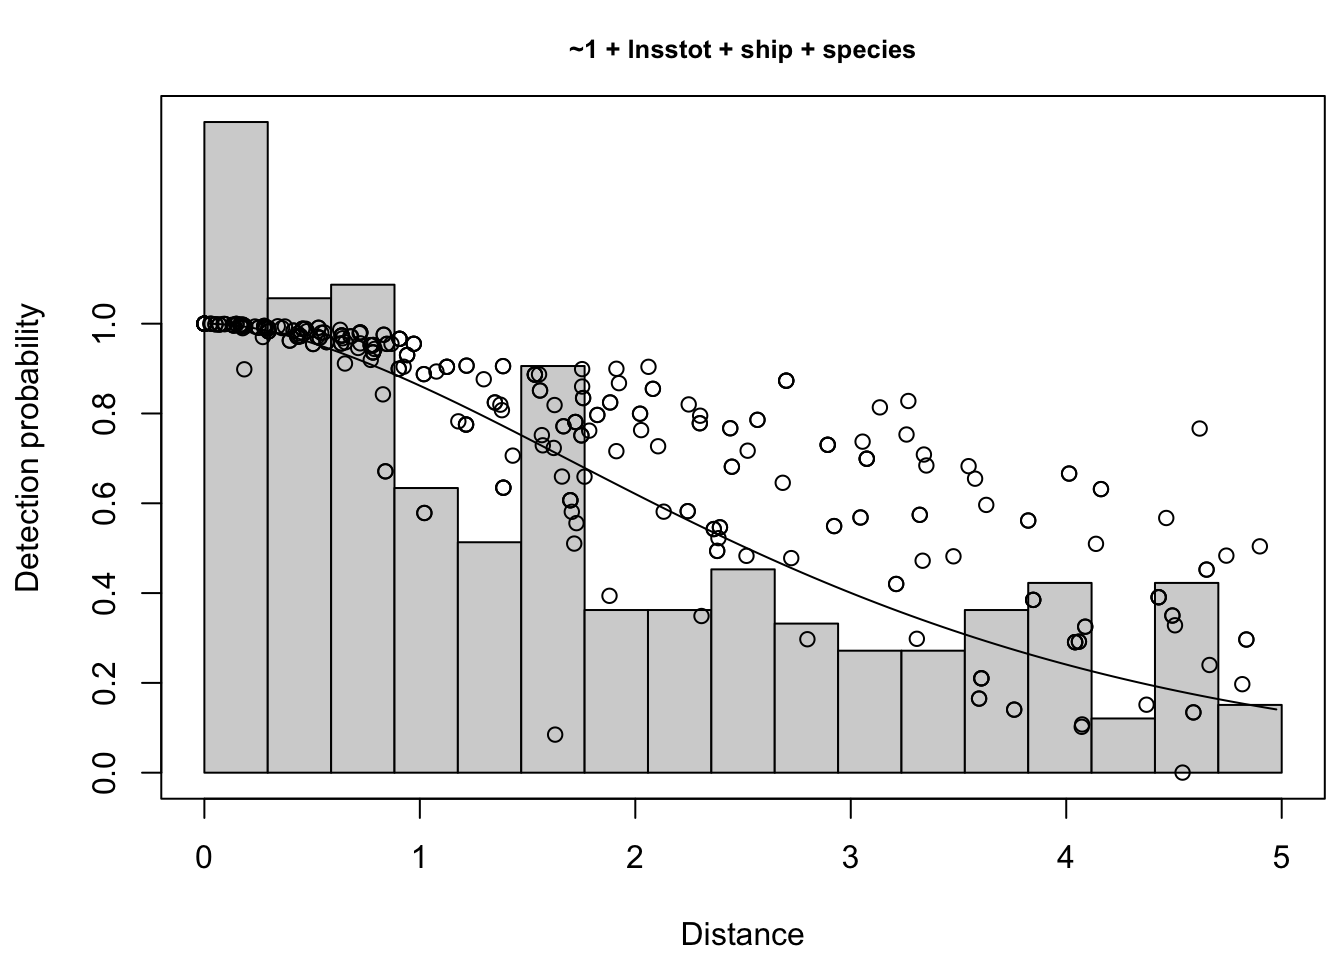 ~1 + lnsstot + ship + species
Detection probability
1.0
0.8
0.6
0.4
0.2
0.0
0 1 2 3 4 5
Distance